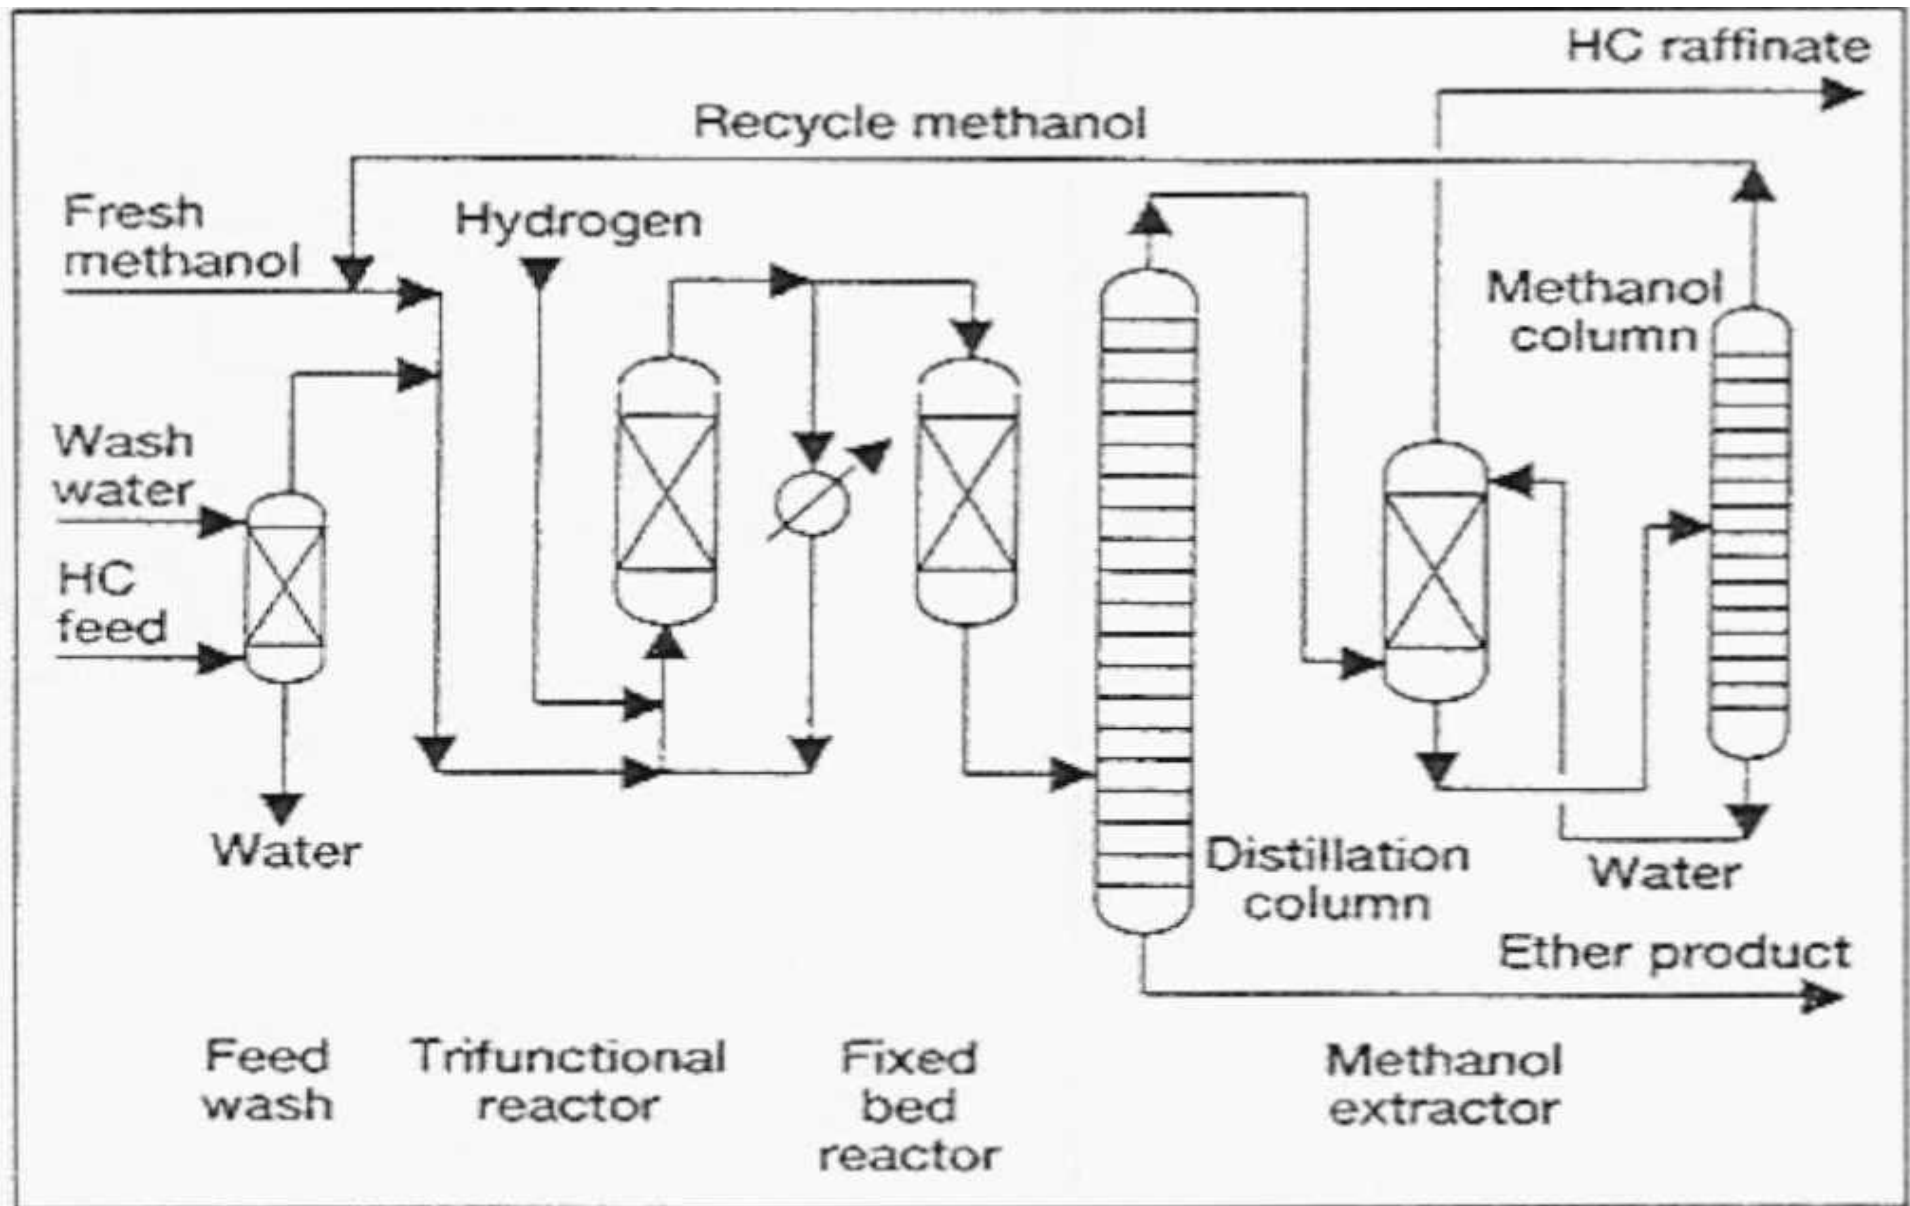 HC raffinate
Recycle methanol
Fresh
methanol
Hydrogen
Methanol
column
Wash
water
HC
feed
Water
Distillation
column
Water
Ether product
Feed
wash
Trifunctional
reactor
Fixed
bed
reactor
Methanol
extractor